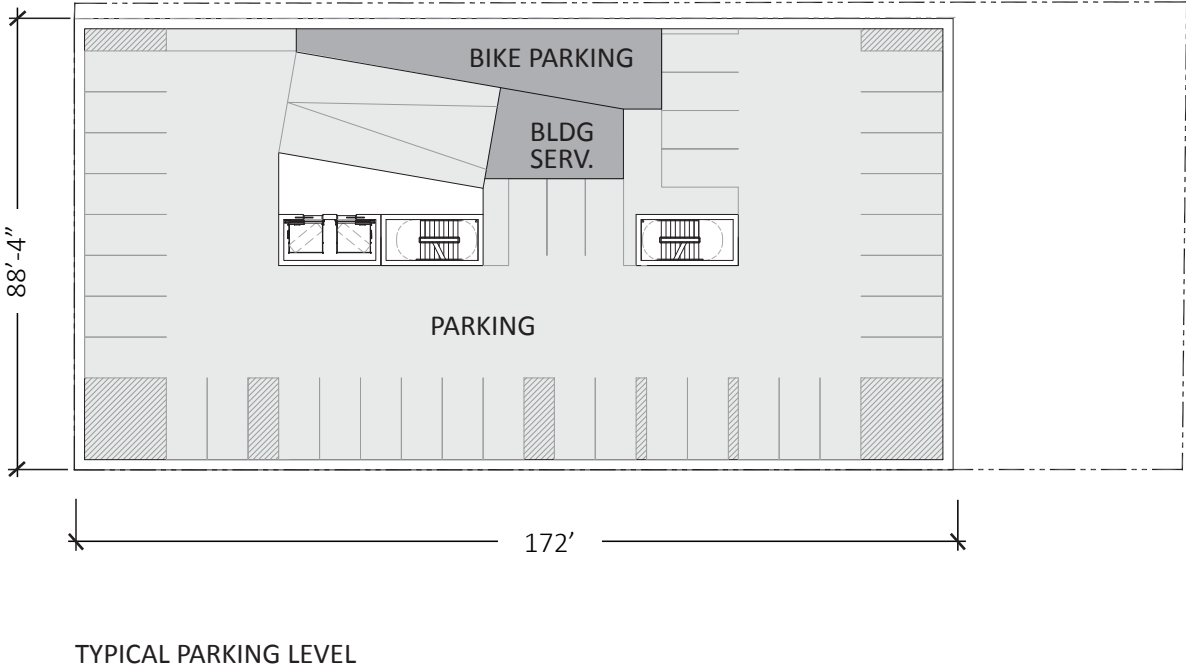 BIKE PARKING
BLDG
SERV.
88’-4”
PARKING
172’
TYPICAL PARKING LEVEL